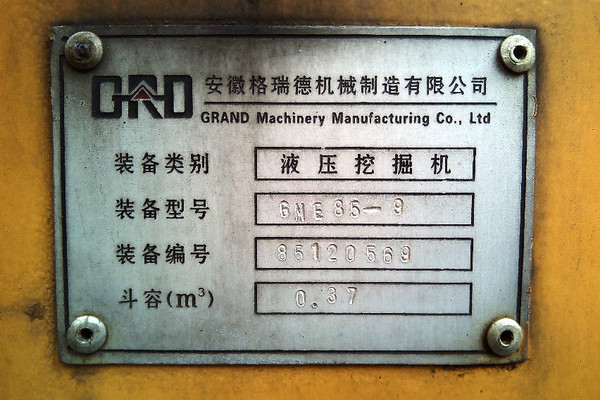 GRND
安徽格瑞德机械制造有限公司
GRAND Machinery Manufacturing Co., Ltd
装备类别 液压挖掘机
装备型号 GNE85-9
装备编号 85120569
斗容(m³) 0.37